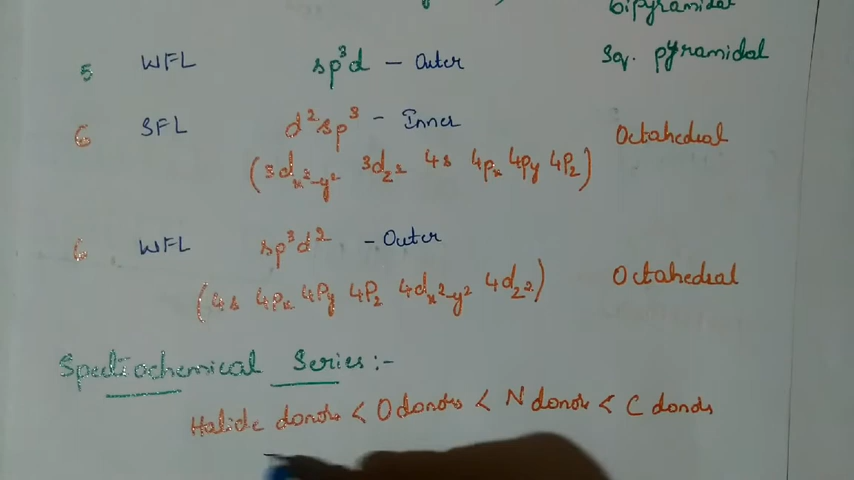 bipyramidal
5 WFL sp³d - Outer Sq. pyramidal
6 SFL d²sp³ - Inner Octahedral
(3dx²-y² 3dz² 4s 4px 4py 4pz)
6 WFL sp³d² - Outer Octahedral
(4s 4px 4py 4pz 4dx²-y² 4dz²)
Spectrochemical Series:-
Halide donors < O donors < N donors < C donors